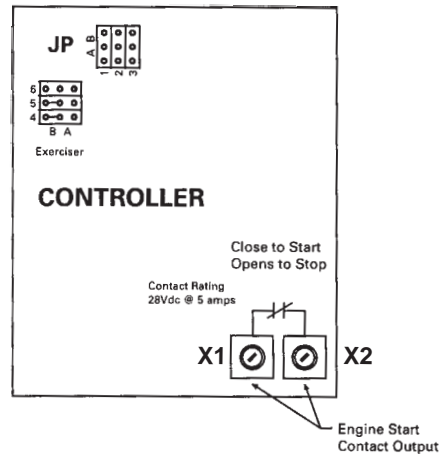 JP
A B
1 2 3
6
5
4
B A
Exerciser
CONTROLLER
Close to Start
Opens to Stop
Contact Rating
28Vdc @ 5 amps
X1
X2
Engine Start
Contact Output